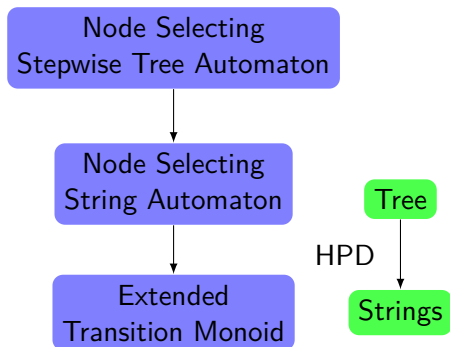 Node Selecting
Stepwise Tree Automaton
Node Selecting
String Automaton
Tree
HPD
Extended
Transition Monoid
Strings